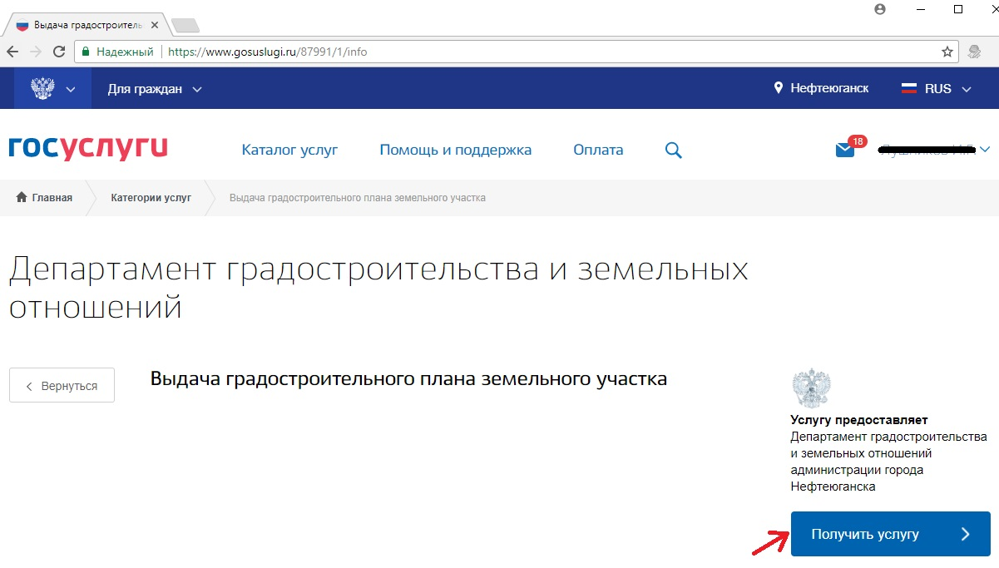 Выдача градостроитель
Надежный https://www.gosuslugi.ru/87991/1/info
Для граждан Нефтеюганск RUS
госуслуги Каталог услуг Помощь и поддержка Оплата 18
Главная Категории услуг Выдача градостроительного плана земельного участка
Департамент градостроительства и земельных
отношений
Вернуться
Выдача градостроительного плана земельного участка
Услугу предоставляет
Департамент градостроительства
и земельных отношений
администрации города
Нефтеюганска
Получить услугу